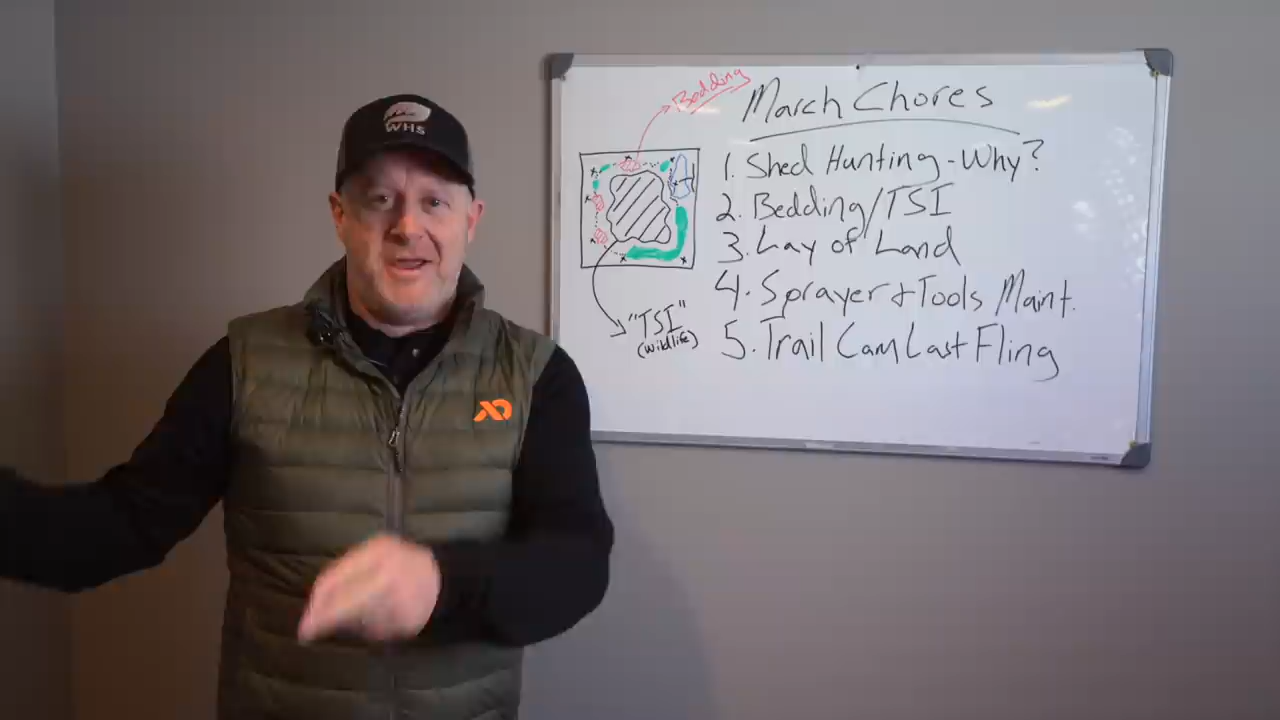 WHS
Bedding
March Chores
1. Shed Hunting - Why?
2. Bedding/TSI
3. Lay of Land
4. Sprayer + Tools Maint.
5. Trail Cam Last Fling
"TSI"
(wildlife)